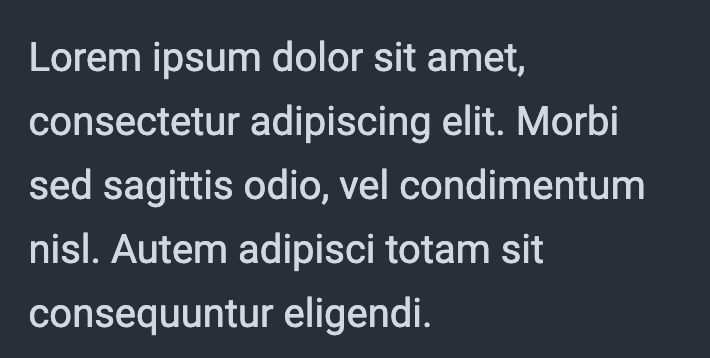 Lorem ipsum dolor sit amet,
consectetur adipiscing elit. Morbi
sed sagittis odio, vel condimentum
nisl. Autem adipisci totam sit
consequuntur eligendi.